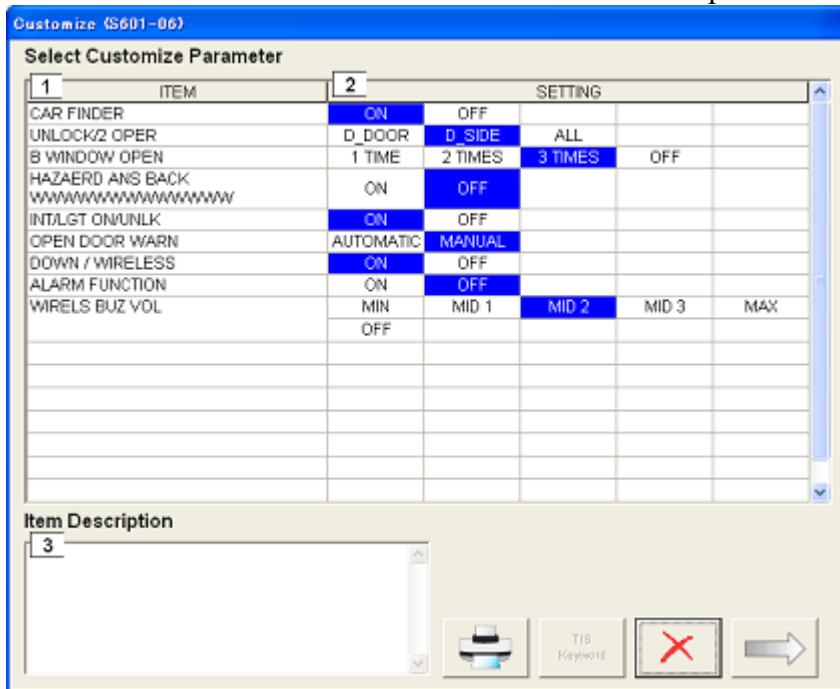 Customize (S601-06)
Select Customize Parameter
1 ITEM 2 SETTING
CAR FINDER ON OFF
UNLOCK/2 OPER D_DOOR D_SIDE ALL
B WINDOW OPEN 1 TIME 2 TIMES 3 TIMES OFF
HAZAERD ANS BACK
WWWWWWWWWWWWW ON OFF
INT/LGT ON/UNLK ON OFF
OPEN DOOR WARN AUTOMATIC MANUAL
DOWN / WIRELESS ON OFF
ALARM FUNCTION ON OFF
WIRELS BUZ VOL MIN MID 1 MID 2 MID 3 MAX
OFF
Item Description
3
TIS
Keyword